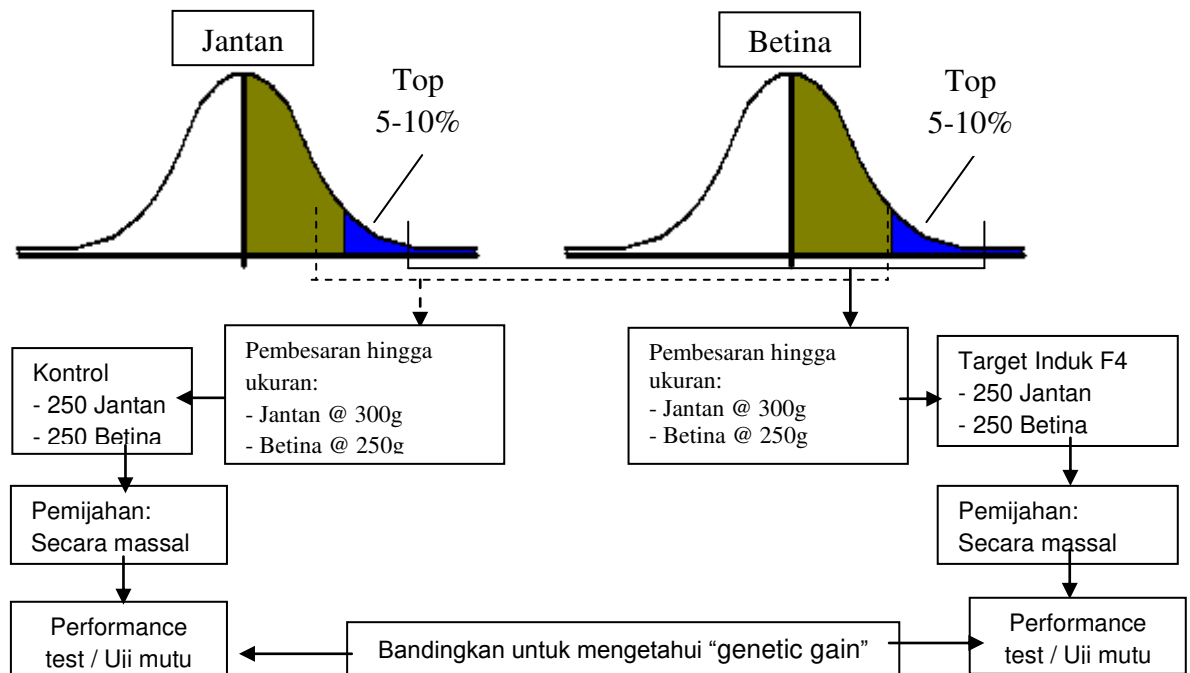 Jantan
Top
5-10%
Betina
Top
5-10%
Kontrol
- 250 Jantan
- 250 Betina
Pembesaran hingga
ukuran:
- Jantan @ 300g
- Betina @ 250g
Pembesaran hingga
ukuran:
- Jantan @ 300g
- Betina @ 250g
Target Induk F4
- 250 Jantan
- 250 Betina
Pemijahan:
Secara massal
Pemijahan:
Secara massal
Performance
test / Uji mutu
Bandingkan untuk mengetahui “genetic gain”
Performance
test / Uji mutu